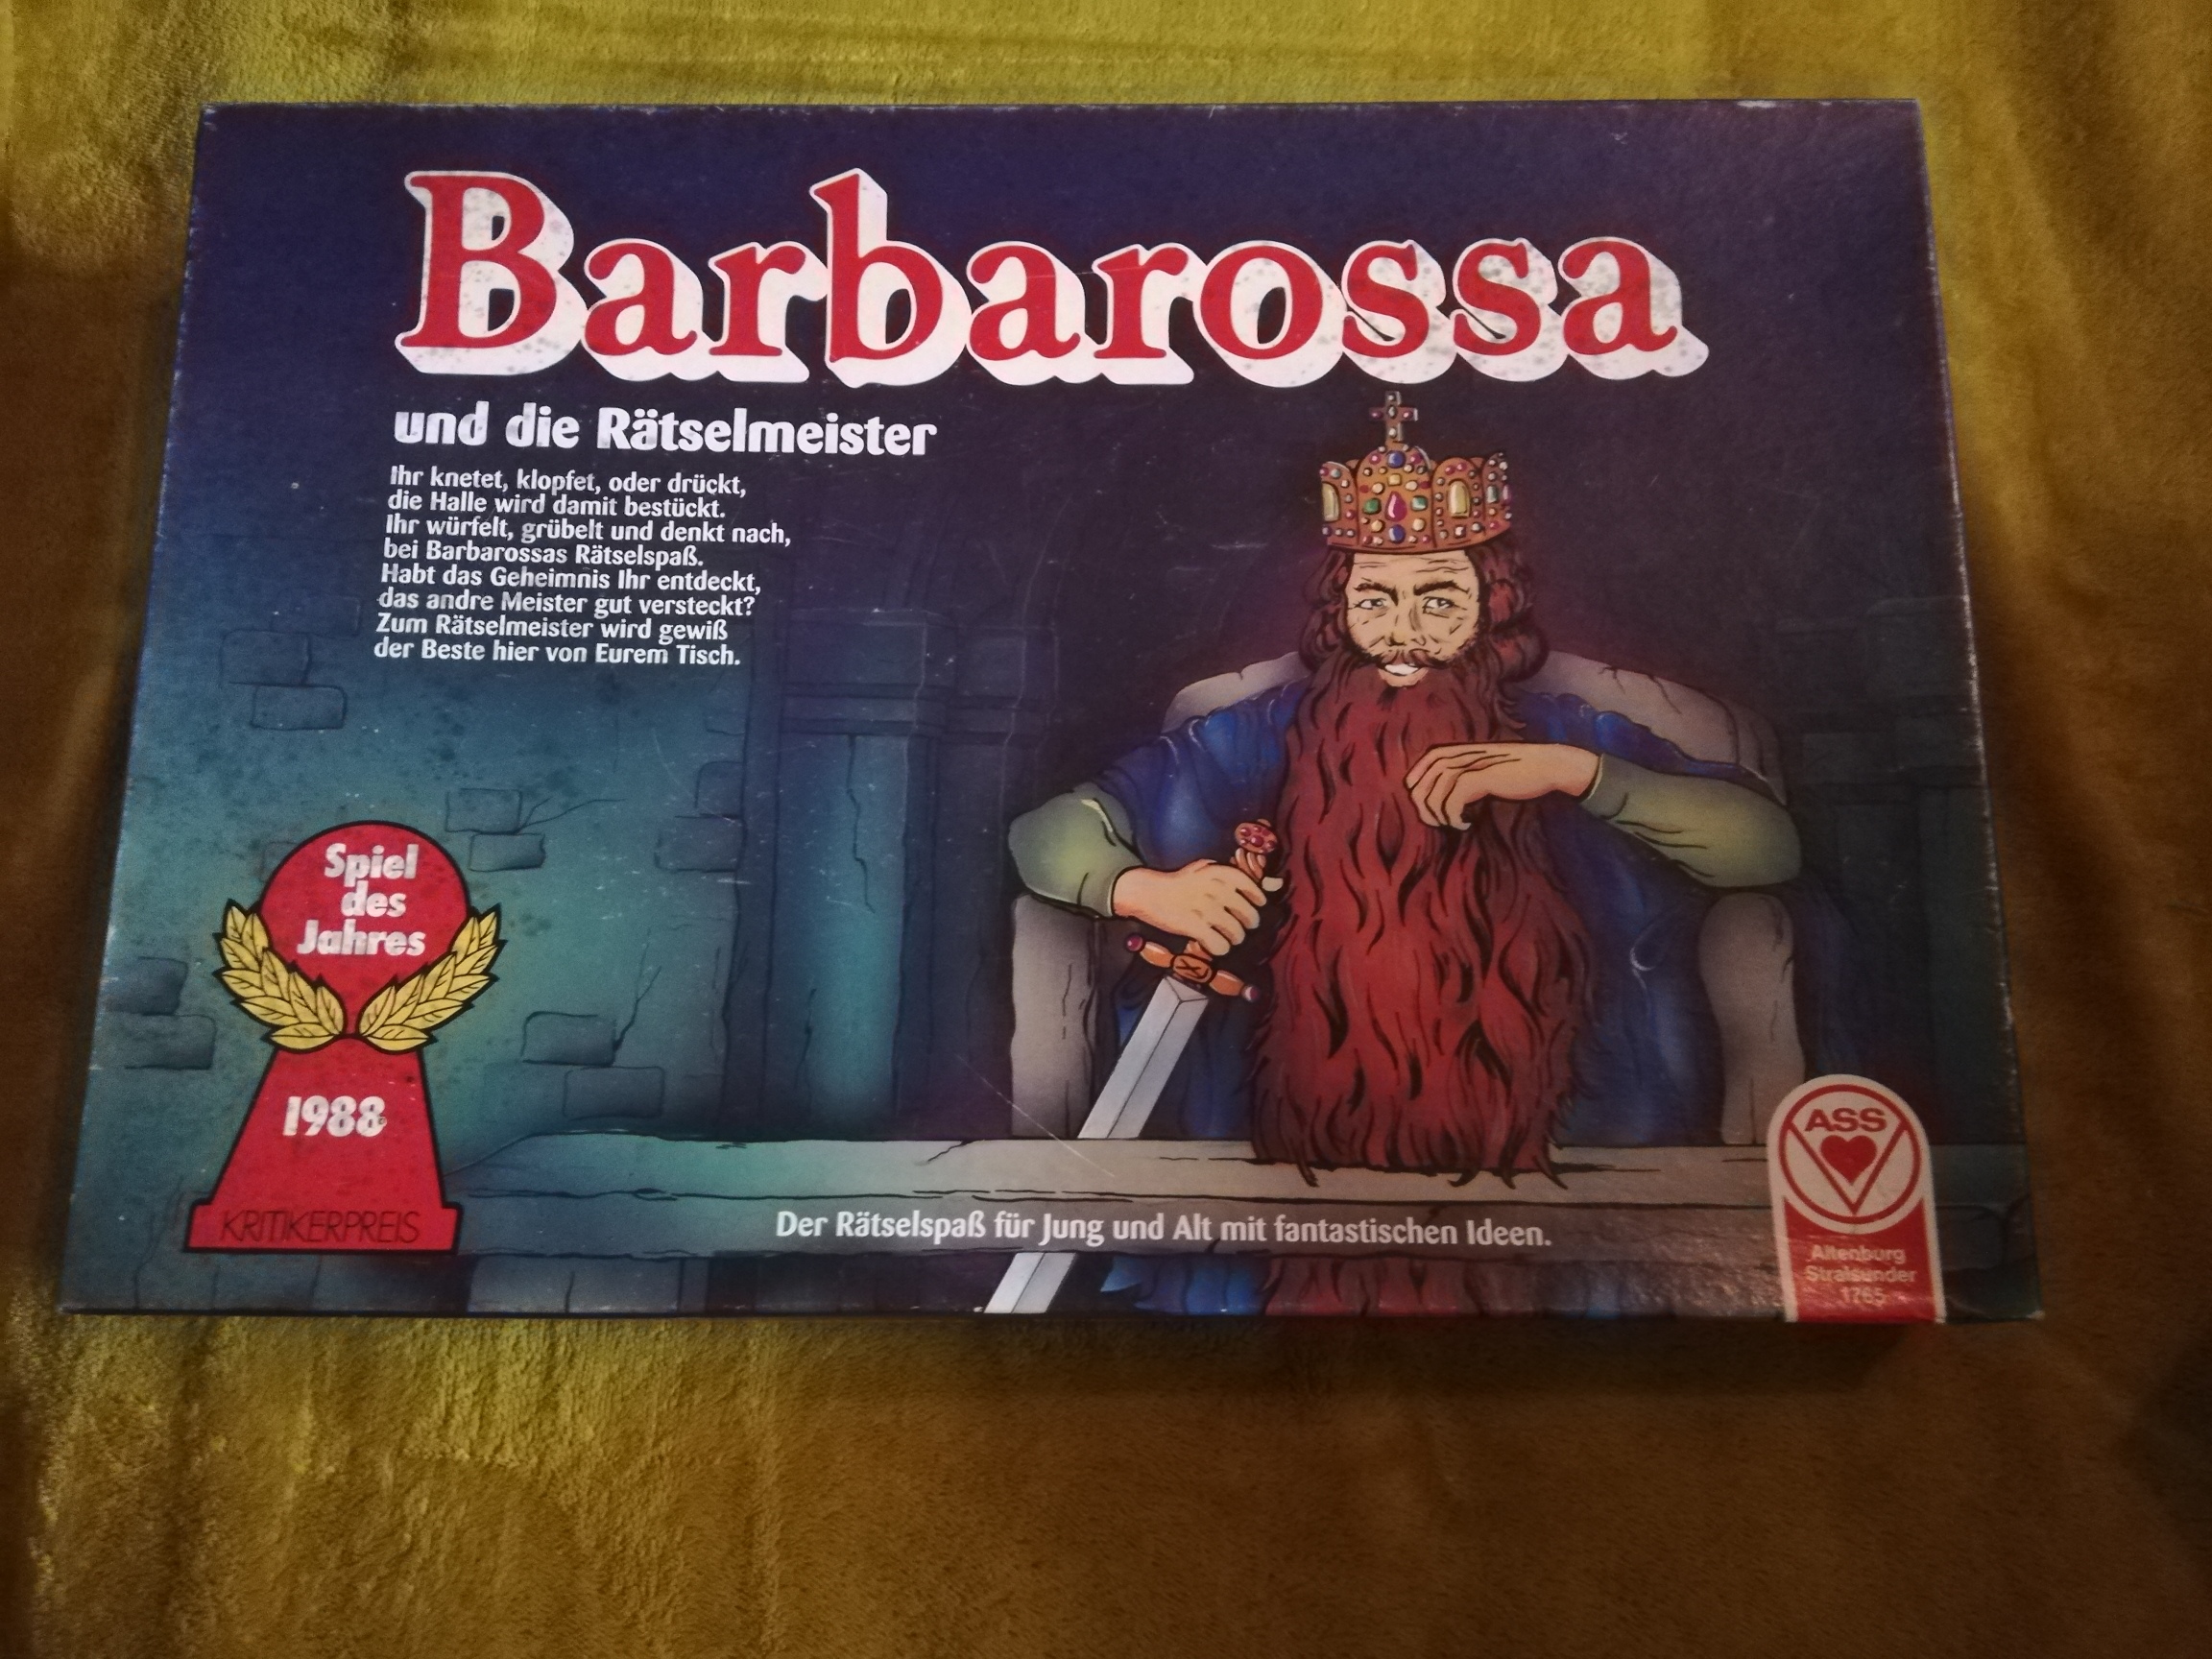 Barbarossa
und die Rätselmeister
Ihr knetet, klopfet, oder drückt,
die Halle wird damit bestückt.
Ihr würfelt, grübelt und denkt nach,
bei Barbarossas Rätselspaß.
Habt das Geheimnis Ihr entdeckt,
das andre Meister gut versteckt?
Zum Rätselmeister wird gewiß
der Beste hier von Eurem Tisch.
Spiel
des
Jahres
1988
KRITIKERPREIS
Der Rätselspaß für Jung und Alt mit fantastischen Ideen.
ASS
Altenburg
Stralsunder
1765